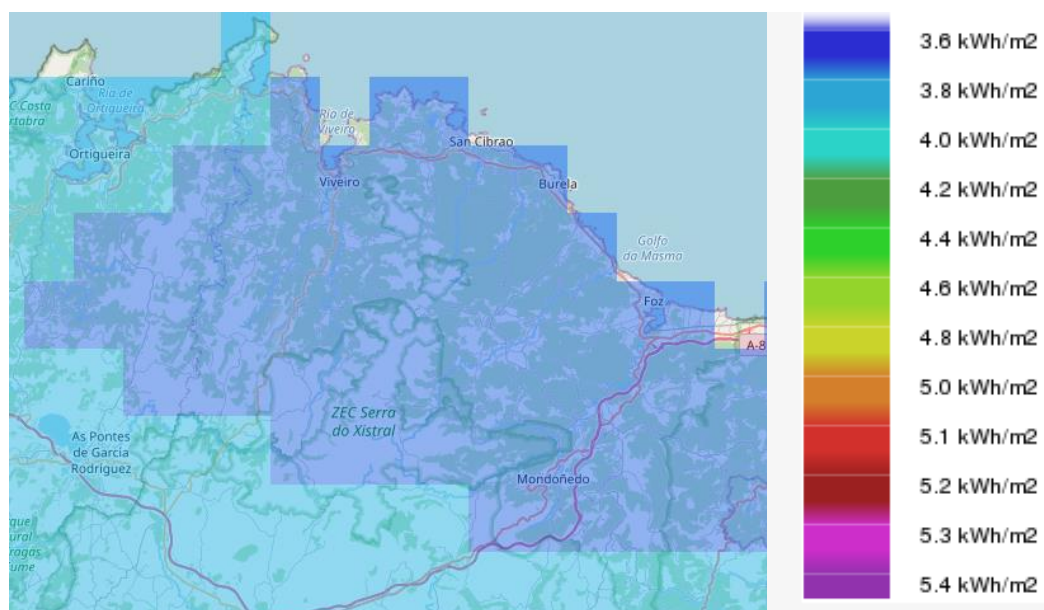 Cariño
Ría de
Ortigueira
C Costa
rtabra
Ortigueira
Ría de
Viveiro
San Cibrao
Viveiro
Burela
Golfo
da Masma
Foz
A-8
ZEC Serra
do Xistral
As Pontes
de García
Rodríguez
Mondoñedo
que
ural
ragas
ume
3.6 kWh/m2
3.8 kWh/m2
4.0 kWh/m2
4.2 kWh/m2
4.4 kWh/m2
4.6 kWh/m2
4.8 kWh/m2
5.0 kWh/m2
5.1 kWh/m2
5.2 kWh/m2
5.3 kWh/m2
5.4 kWh/m2